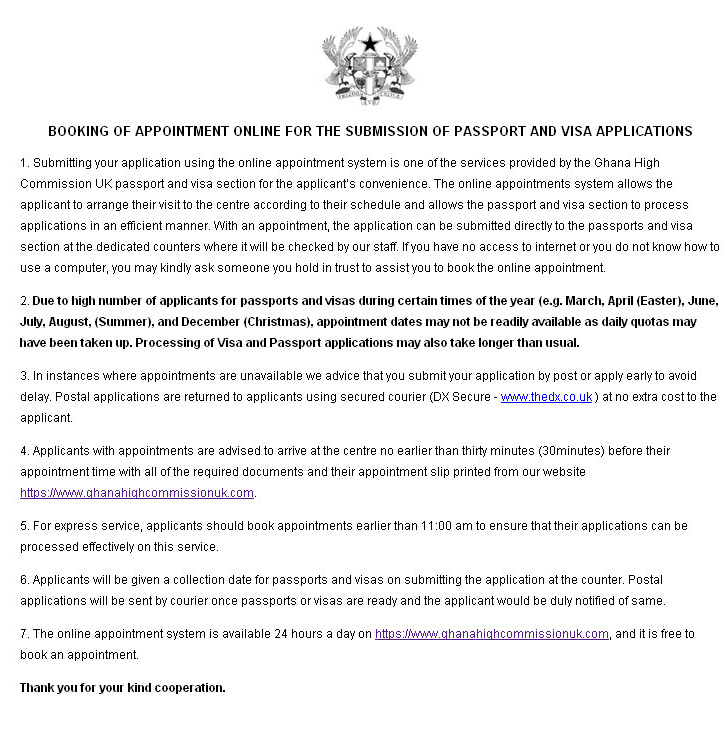 BOOKING OF APPOINTMENT ONLINE FOR THE SUBMISSION OF PASSPORT AND VISA APPLICATIONS
1. Submitting your application using the online appointment system is one of the services provided by the Ghana High
Commission UK passport and visa section for the applicant's convenience. The online appointments system allows the
applicant to arrange their visit to the centre according to their schedule and allows the passport and visa section to process
applications in an efficient manner. With an appointment, the application can be submitted directly to the passports and visa
section at the dedicated counters where it will be checked by our staff. If you have no access to internet or you do not know how to
use a computer, you may kindly ask someone you hold in trust to assist you to book the online appointment.
2. Due to high number of applicants for passports and visas during certain times of the year (e.g. March, April (Easter), June,
July, August, (Summer), and December (Christmas), appointment dates may not be readily available as daily quotas may
have been taken up. Processing of Visa and Passport applications may also take longer than usual.
3. In instances where appointments are unavailable we advice that you submit your application by post or apply early to avoid
delay. Postal applications are returned to applicants using secured courier (DX Secure - www.thedx.co.uk ) at no extra cost to the
applicant.
4. Applicants with appointments are advised to arrive at the centre no earlier than thirty minutes (30minutes) before their
appointment time with all of the required documents and their appointment slip printed from our website
https://www.ghanahighcommissionuk.com.
5. For express service, applicants should book appointments earlier than 11:00 am to ensure that their applications can be
processed effectively on this service.
6. Applicants will be given a collection date for passports and visas on submitting the application at the counter. Postal
applications will be sent by courier once passports or visas are ready and the applicant would be duly notified of same.
7. The online appointment system is available 24 hours a day on https://www.ghanahighcommissionuk.com, and it is free to
book an appointment.
Thank you for your kind cooperation.